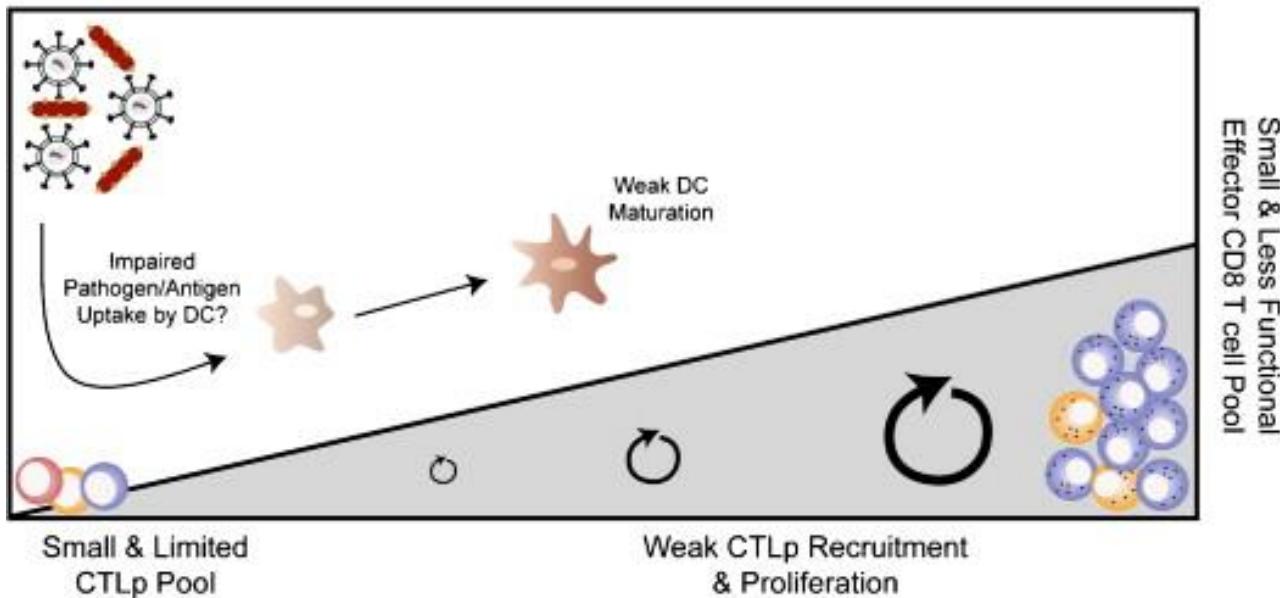 Weak DC
Maturation
Impaired
Pathogen/Antigen
Uptake by DC?
Small & Less Functional
Effector CD8 T cell Pool
Small & Limited
CTLp Pool
Weak CTLp Recruitment
& Proliferation